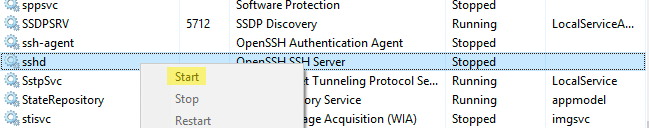 sppsvc Software Protection Stopped
SSDPSRV 5712 SSDP Discovery Running LocalServiceA...
ssh-agent OpenSSH Authentication Agent Stopped
sshd OpenSSH SSH Server Stopped
SstpSvc Start t Tunneling Protocol Se... Running LocalService
StateRepository Stop ory Service Running appmodel
stisvc Restart age Acquisition (WIA) Stopped imgsvc